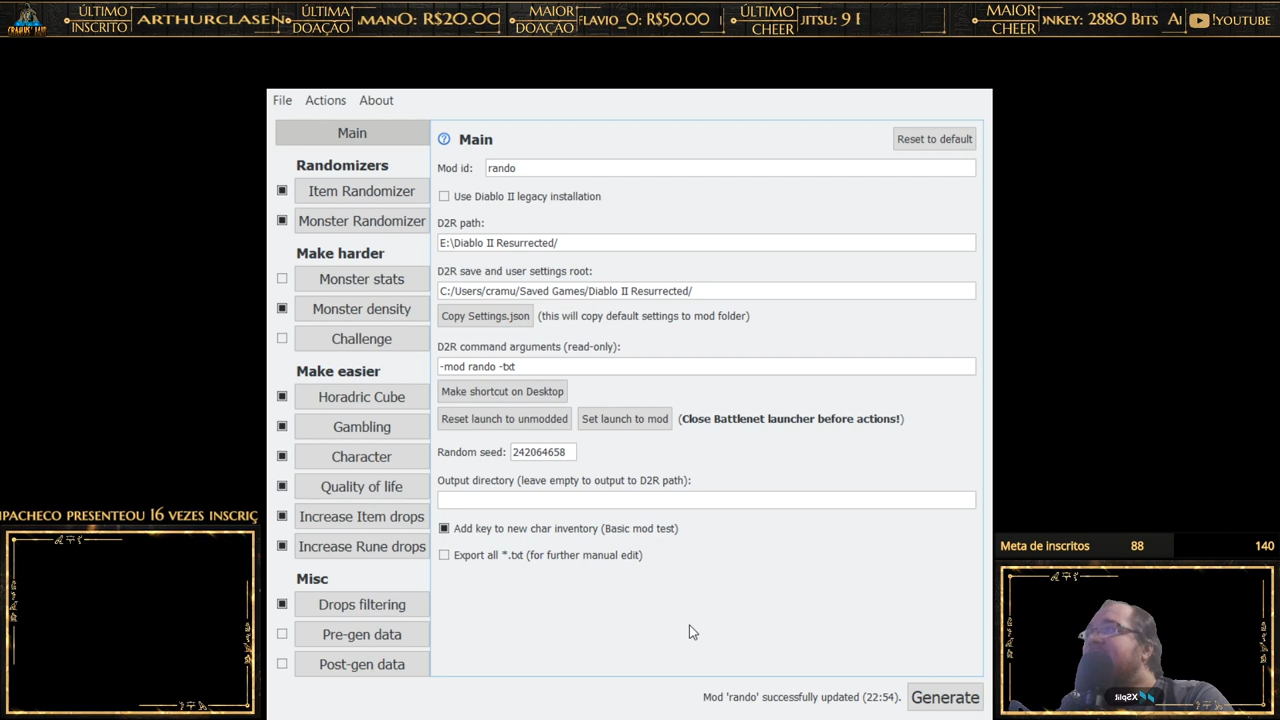 ÚLTIMO INSCRITO
ARTHURCLASEN
ÚLTIMA DOAÇÃO
.MANO: R$20.00
MAIOR DOAÇÃO
FLAVIO_O: R$50.00
ÚLTIMO CHEER
JITSU: 9 B
MAIOR CHEER
ONKEY: 2880 Bits
!YOUTUBE
File Actions About
Main
Randomizers
Item Randomizer
Monster Randomizer
Make harder
Monster stats
Monster density
Challenge
Make easier
Horadric Cube
Gambling
Character
Quality of life
Increase Item drops
Increase Rune drops
Misc
Drops filtering
Pre-gen data
Post-gen data
Main
Reset to default
Mod id: rando
Use Diablo II legacy installation
D2R path:
E:\Diablo II Resurrected/
D2R save and user settings root:
C:/Users/cramu/Saved Games/Diablo II Resurrected/
Copy Settings.json (this will copy default settings to mod folder)
D2R command arguments (read-only):
-mod rando -txt
Make shortcut on Desktop
Reset launch to unmodded Set launch to mod (Close Battlenet launcher before actions!)
Random seed: 242064658
Output directory (leave empty to output to D2R path):
Add key to new char inventory (Basic mod test)
Export all *.txt (for further manual edit)
Mod 'rando' successfully updated (22:54). Generate
IPACHECO PRESENTEOU 16 VEZES INSCRIÇ
Meta de inscritos 88 140
XSplit